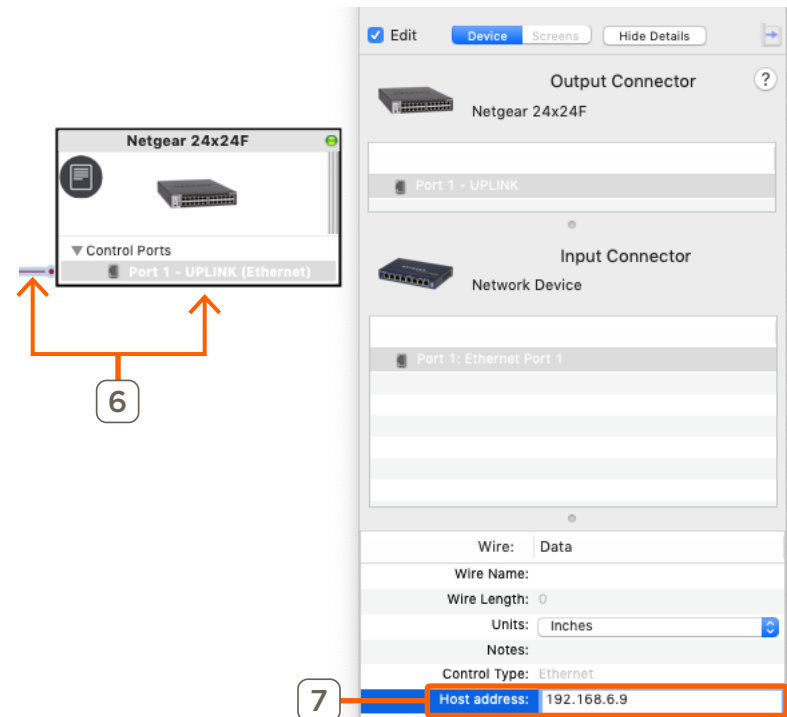 Netgear 24x24F
Control Ports
Port 1 - UPLINK (Ethernet)
6
Edit
Device
Screens
Hide Details
Output Connector
?
Netgear 24x24F
Port 1 - UPLINK
Input Connector
Network Device
Port 1: Ethernet Port 1
Wire: Data
Wire Name:
Wire Length: 0
Units: Inches
Notes:
Control Type: Ethernet
7
Host address: 192.168.6.9